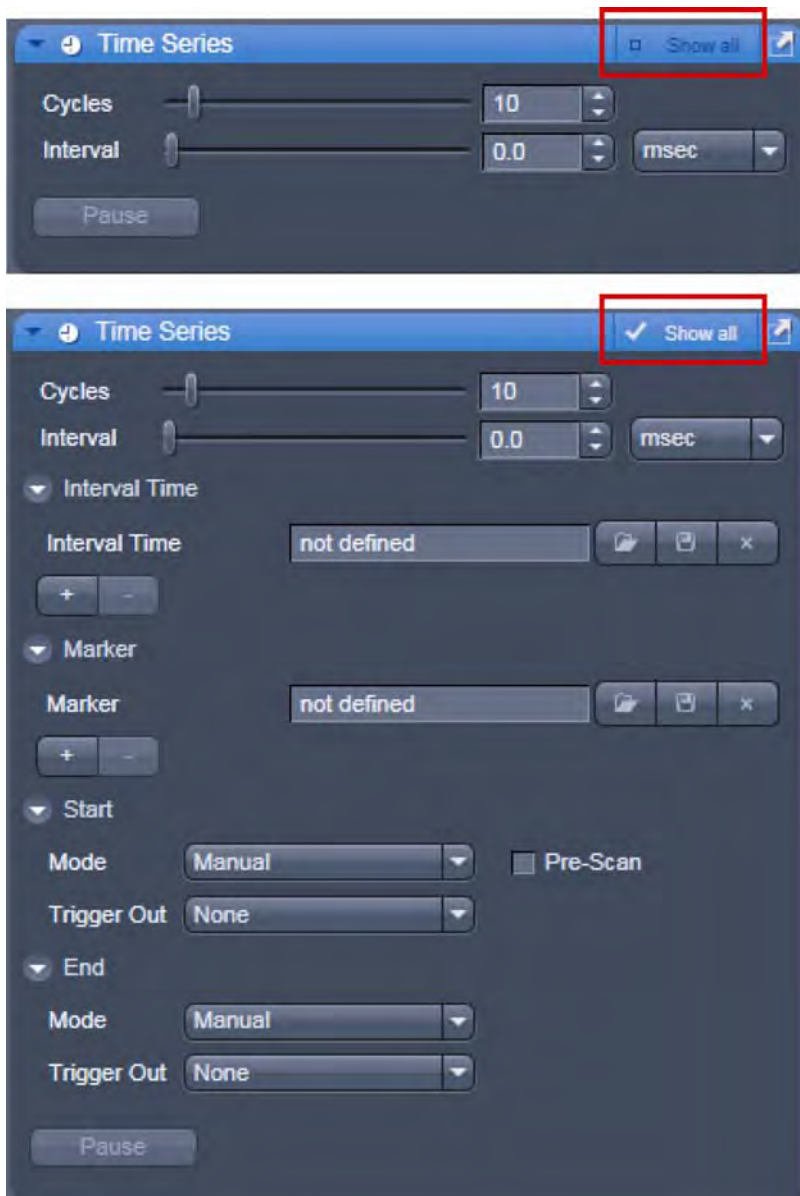 Time Series Show all
Cycles 10
Interval 0.0 msec
Pause
Time Series Show all
Cycles 10
Interval 0.0 msec
Interval Time
Interval Time not defined
+ -
Marker
Marker not defined
+ -
Start
Mode Manual Pre-Scan
Trigger Out None
End
Mode Manual
Trigger Out None
Pause